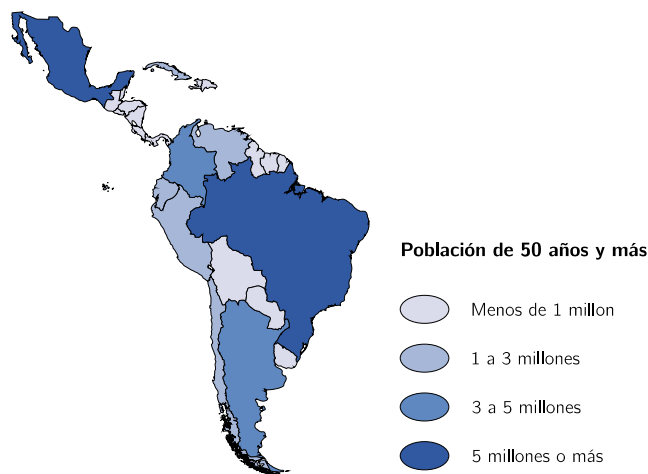 Población de 50 años y más
Menos de 1 millon
1 a 3 millones
3 a 5 millones
5 millones o más